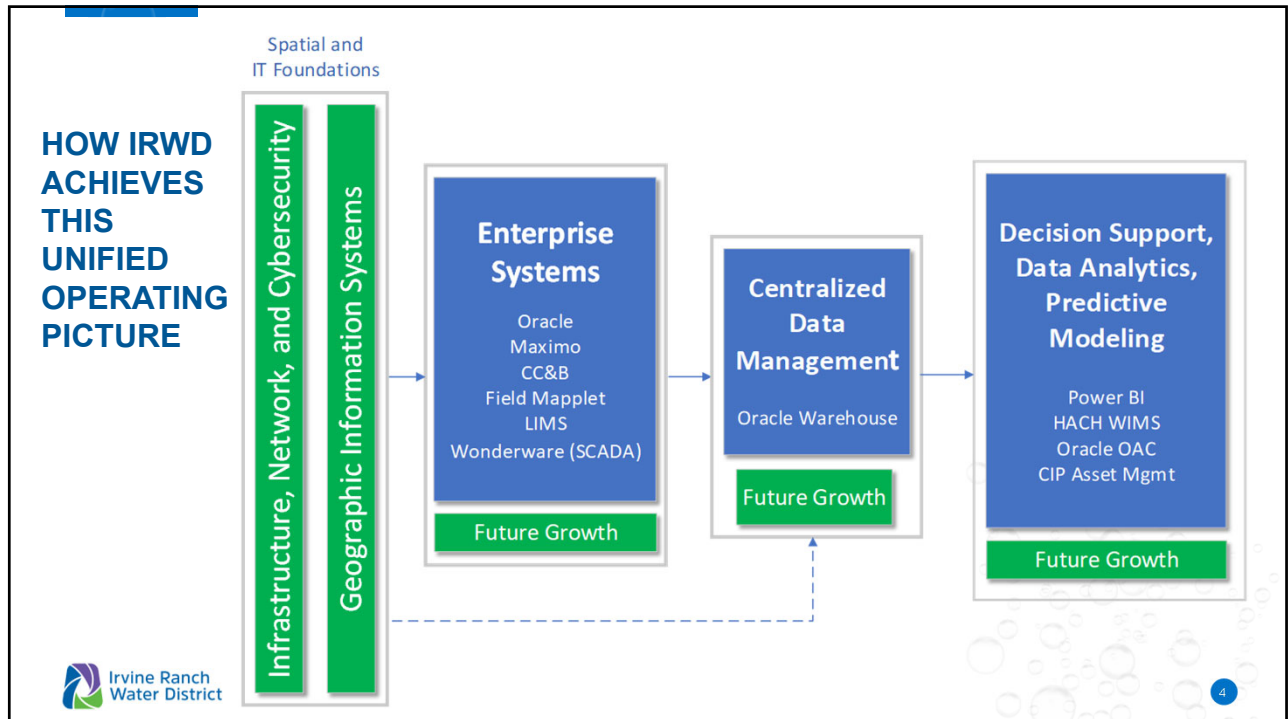 HOW IRWD
ACHIEVES
THIS
UNIFIED
OPERATING
PICTURE
Spatial and
IT Foundations
Infrastructure, Network, and Cybersecurity
Geographic Information Systems
Enterprise
Systems
Oracle
Maximo
CC&B
Field Mapplet
LIMS
Wonderware (SCADA)
Future Growth
Centralized
Data
Management
Oracle Warehouse
Future Growth
Decision Support,
Data Analytics,
Predictive
Modeling
Power BI
HACH WIMS
Oracle OAC
CIP Asset Mgmt
Future Growth
Irvine Ranch
Water District
4